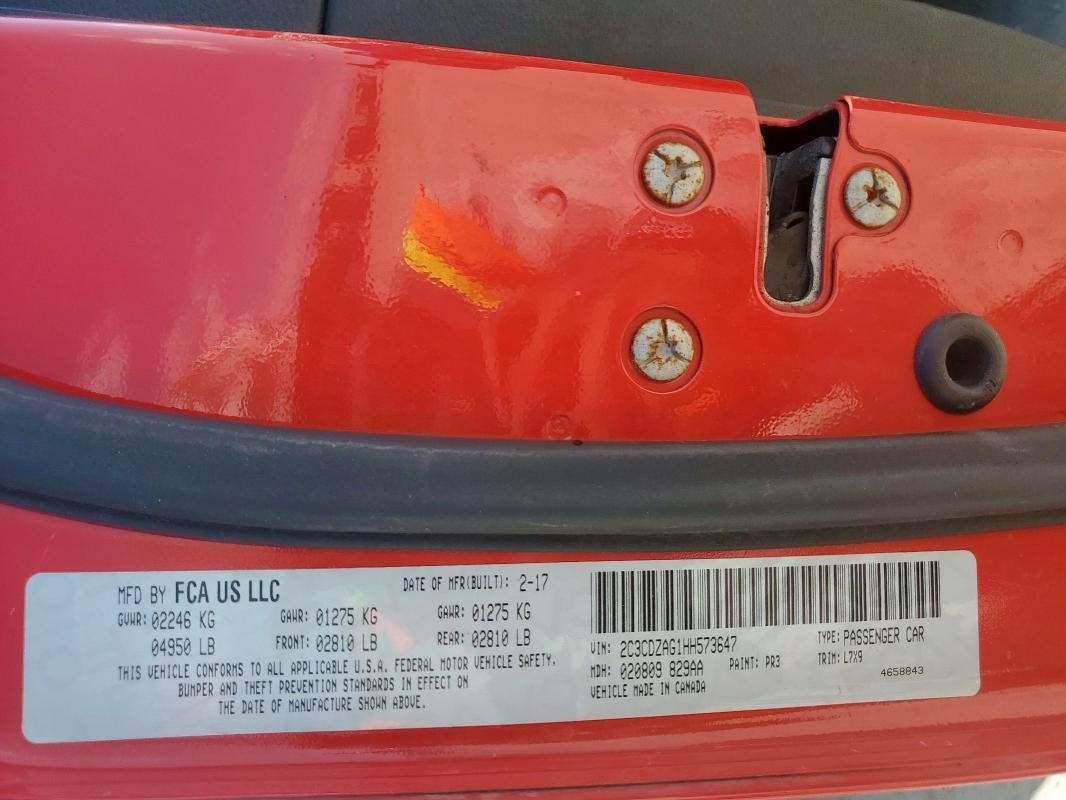 MFD BY FCA US LLC DATE OF MFR(BUILT): 2-17
GVWR: 02246 KG GAWR: 01275 KG GAWR: 01275 KG
04950 LB FRONT: 02810 LB REAR: 02810 LB
THIS VEHICLE CONFORMS TO ALL APPLICABLE U.S.A. FEDERAL MOTOR VEHICLE SAFETY,
BUMPER AND THEFT PREVENTION STANDARDS IN EFFECT ON
THE DATE OF MANUFACTURE SHOWN ABOVE.
VIN: 2C3CDZAG1HH573647 TYPE: PASSENGER CAR
MDH: 020809 829AA PAINT: PR3 TRIM: L7X9
VEHICLE MADE IN CANADA 4658843